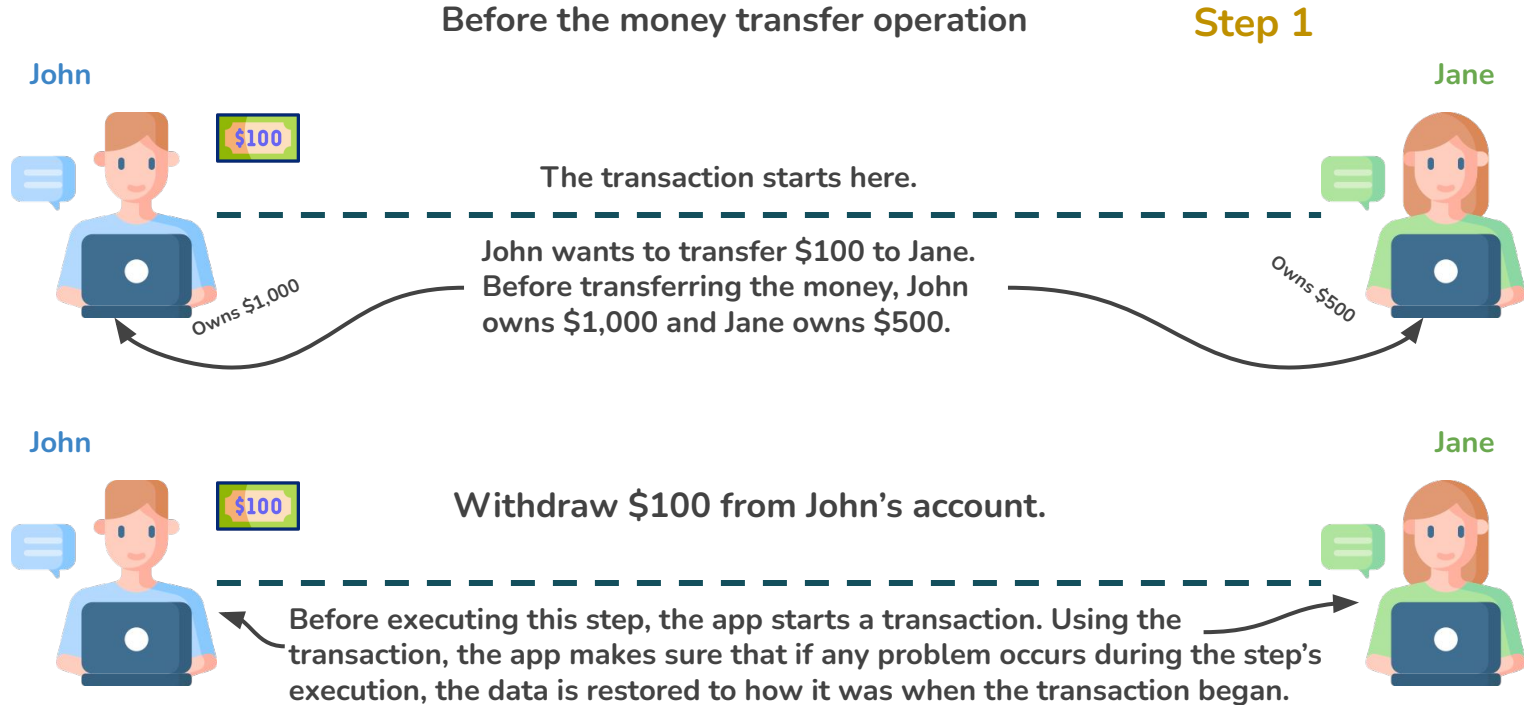 Before the money transfer operation
Step 1
John
Jane
$100
The transaction starts here.
John wants to transfer $100 to Jane.
Before transferring the money, John
owns $1,000 and Jane owns $500.
Owns $1,000
Owns $500
John
Jane
$100
Withdraw $100 from John’s account.
Before executing this step, the app starts a transaction. Using the
transaction, the app makes sure that if any problem occurs during the step’s
execution, the data is restored to how it was when the transaction began.